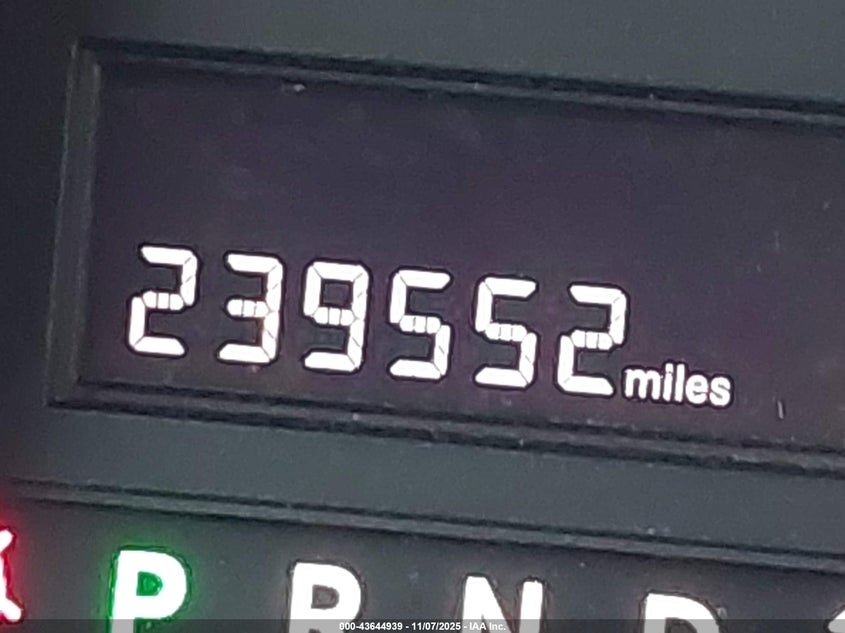 239552 miles
P R N D
000-43644939 - 11/07/2025 - IAA Inc.